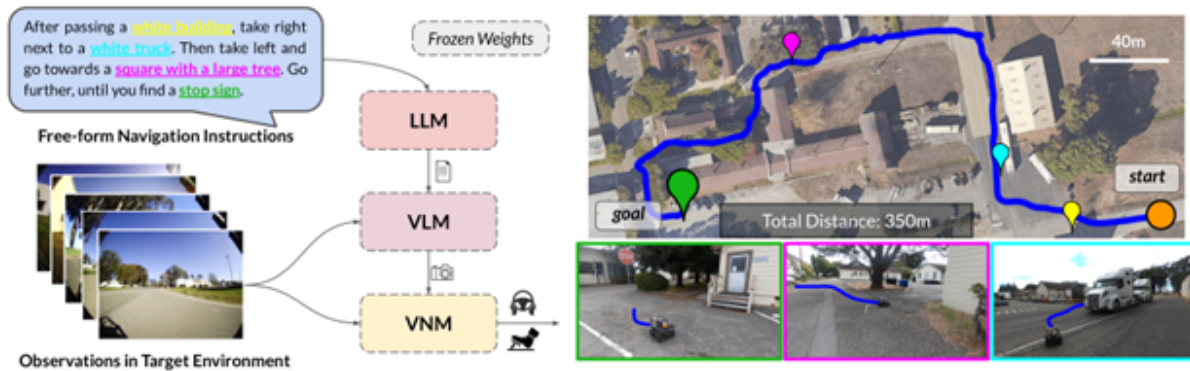 After passing a white building, take right
next to a white truck. Then take left and
go towards a square with a large tree. Go
further, until you find a stop sign.
Free-form Navigation Instructions
Observations in Target Environment
Frozen Weights
LLM
VLM
VNM
40m
start
goal
Total Distance: 350m
STOP